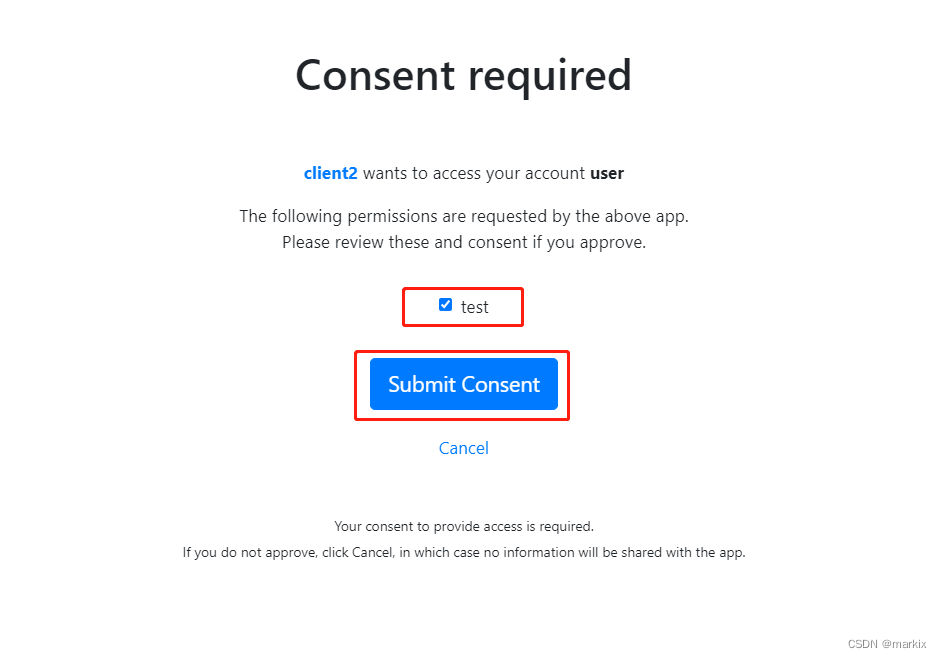 Consent required
client2 wants to access your account user
The following permissions are requested by the above app.
Please review these and consent if you approve.
test
Submit Consent
Cancel
Your consent to provide access is required.
If you do not approve, click Cancel, in which case no information will be shared with the app.
CSDN @markix